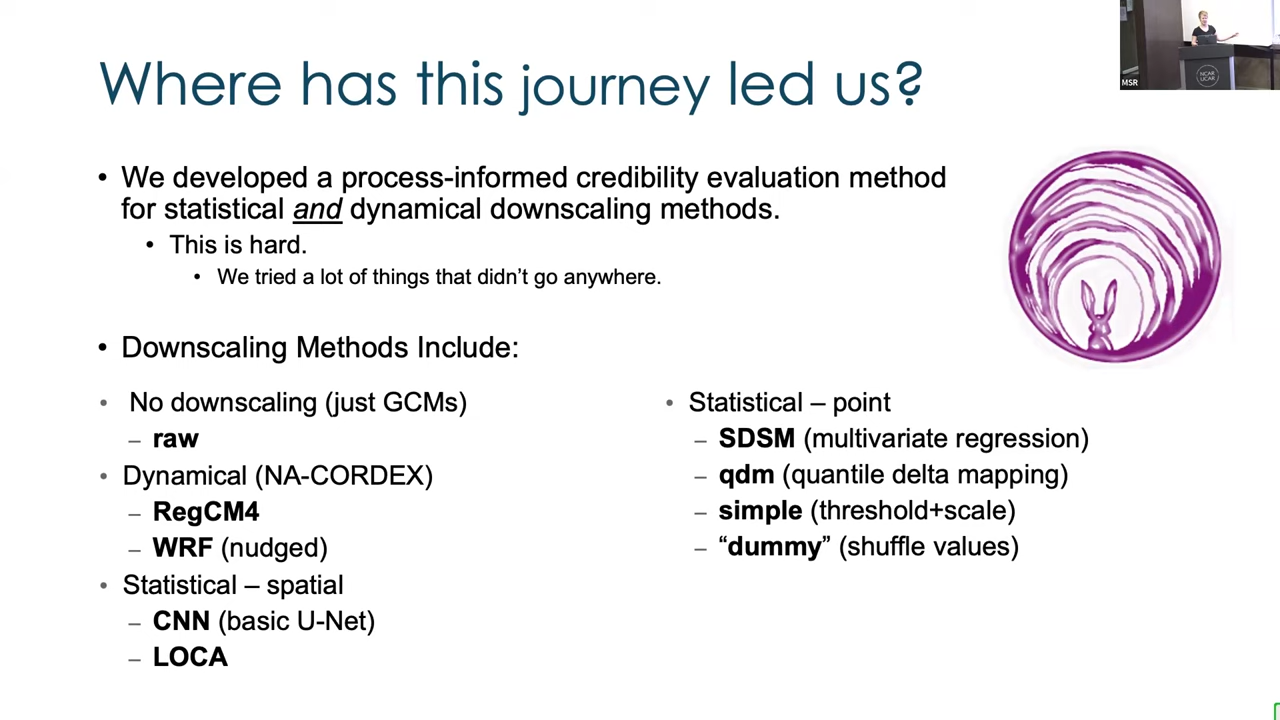 Where has this journey led us?
MSR
NCAR
UCAR
• We developed a process-informed credibility evaluation method
for statistical and dynamical downscaling methods.
• This is hard.
• We tried a lot of things that didn’t go anywhere.
• Downscaling Methods Include:
• No downscaling (just GCMs)
– raw
• Dynamical (NA-CORDEX)
– RegCM4
– WRF (nudged)
• Statistical – spatial
– CNN (basic U-Net)
– LOCA
• Statistical – point
– SDSM (multivariate regression)
– qdm (quantile delta mapping)
– simple (threshold+scale)
– “dummy” (shuffle values)